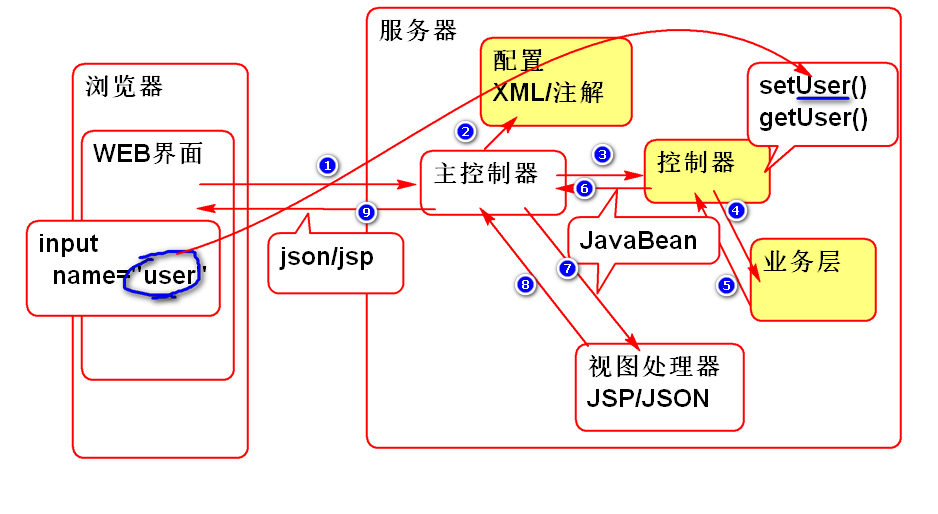 服务器
配置
XML/注解
setUser()
getUser()
浏览器
WEB界面
1
2
主控制器
3
控制器
6
4
9
input
name="user"
json/jsp
JavaBean
7
8
5
业务层
视图处理器
JSP/JSON